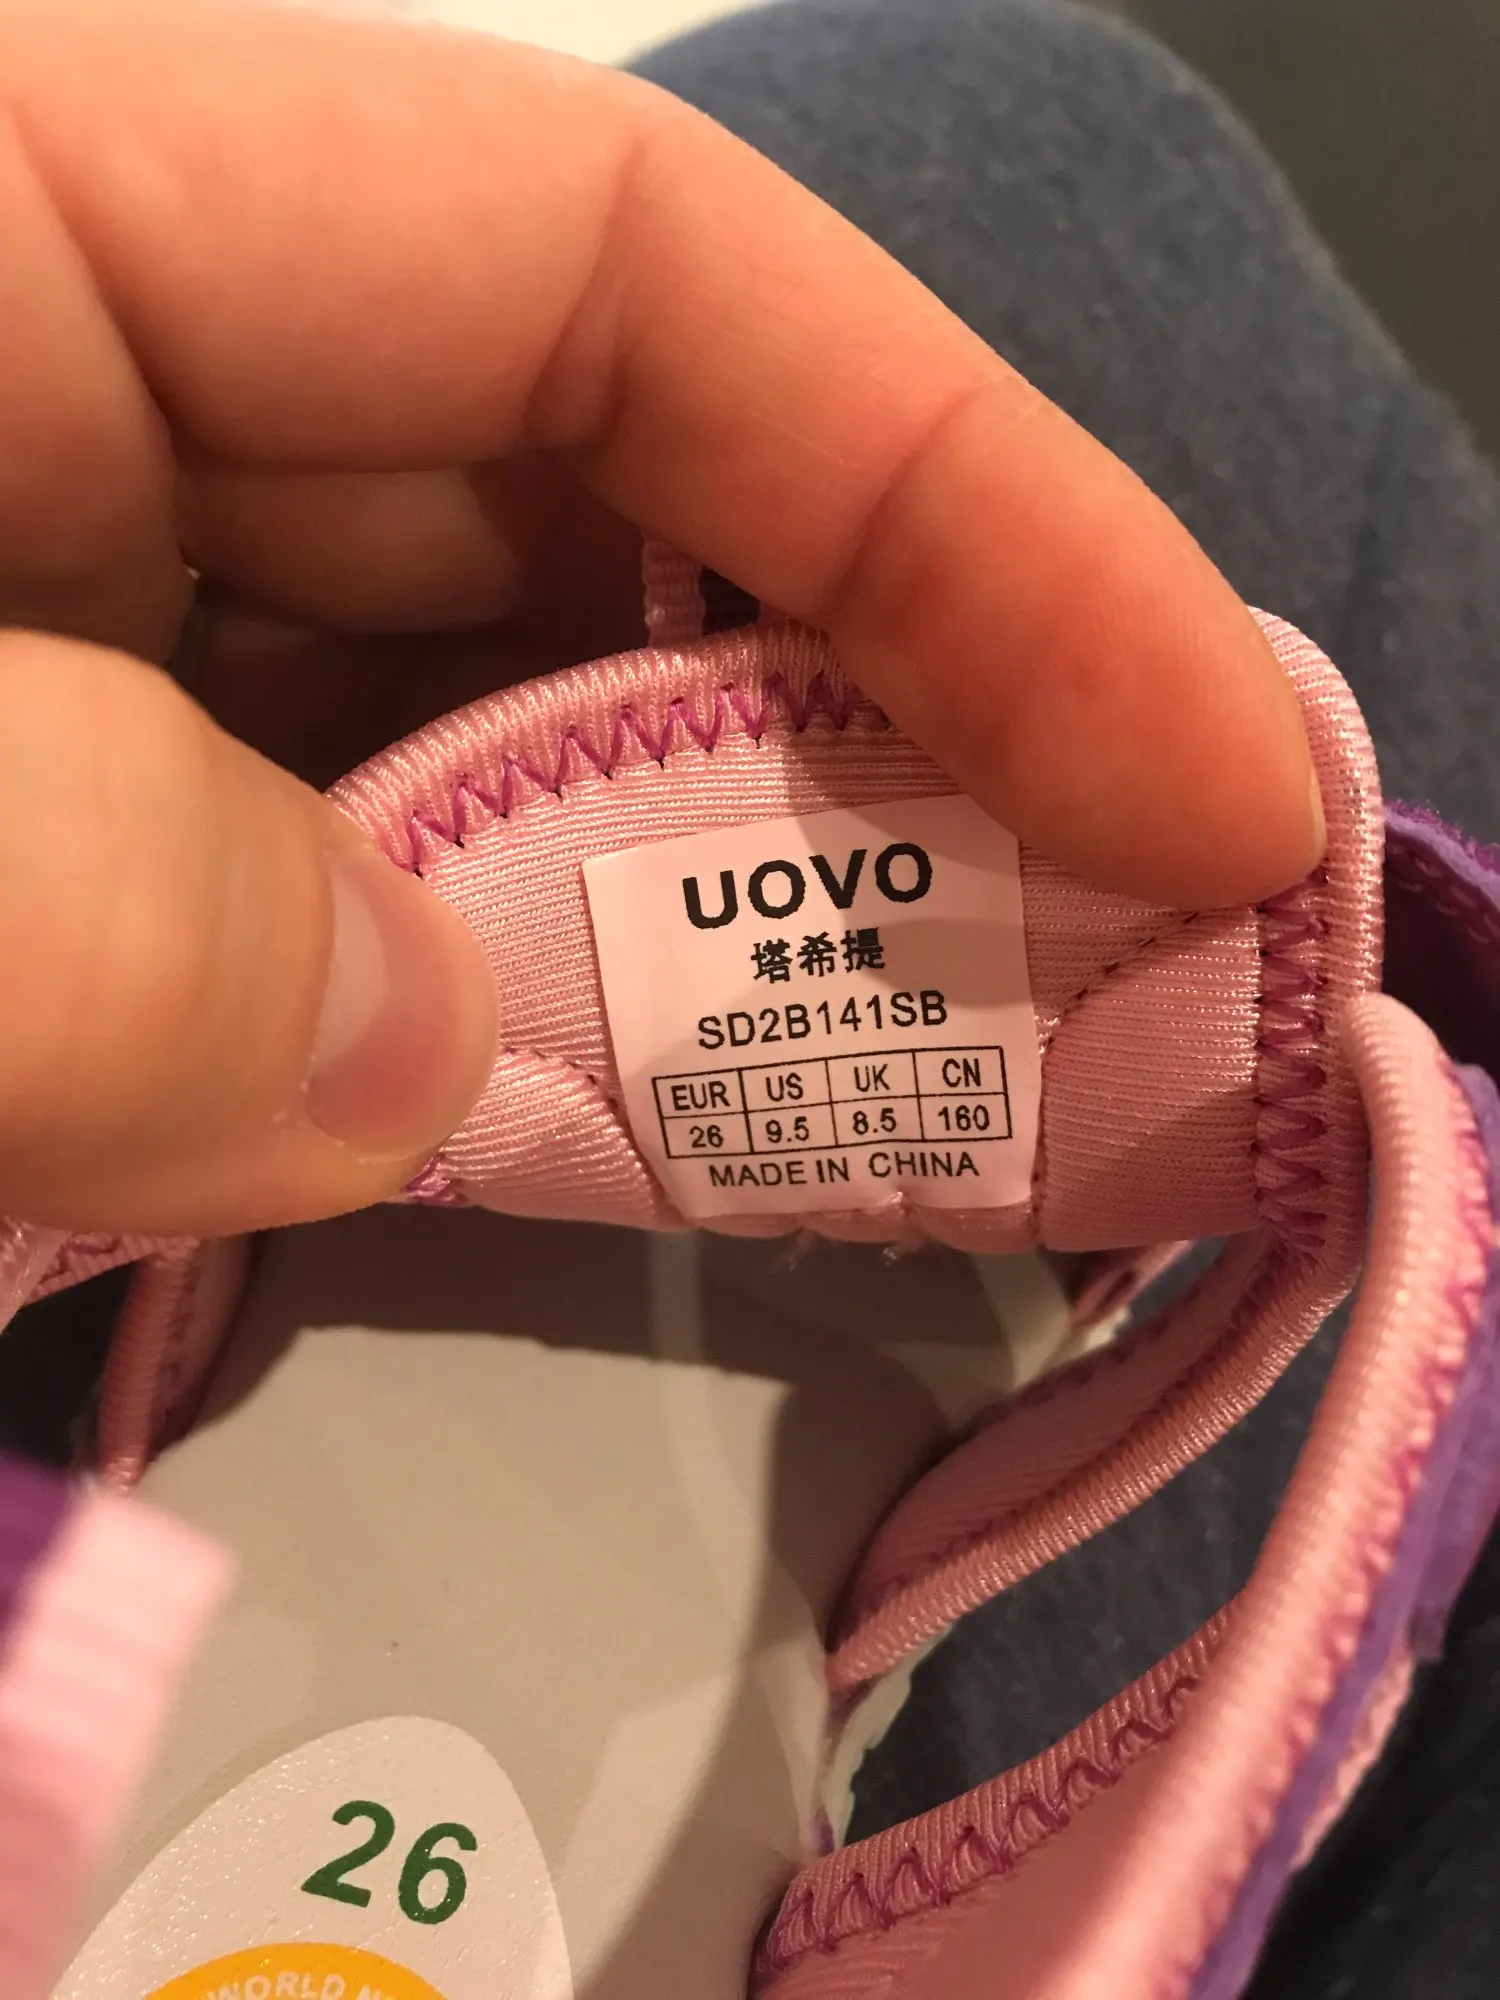 UOVO
塔希提
SD2B141SB
EUR US UK CN
26 9.5 8.5 160
MADE IN CHINA
26
WORLD